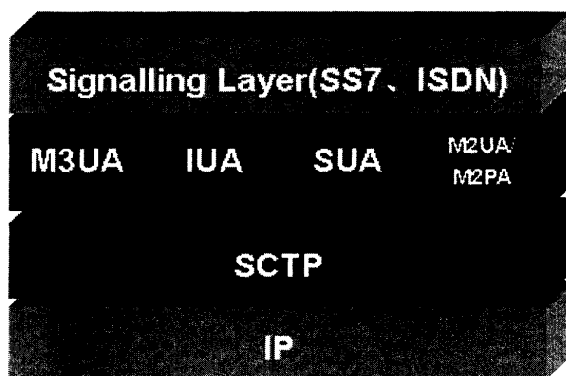 Signalling Layer(SS7、ISDN)
M3UA IUA SUA M2UA/
M2PA
SCTP
IP